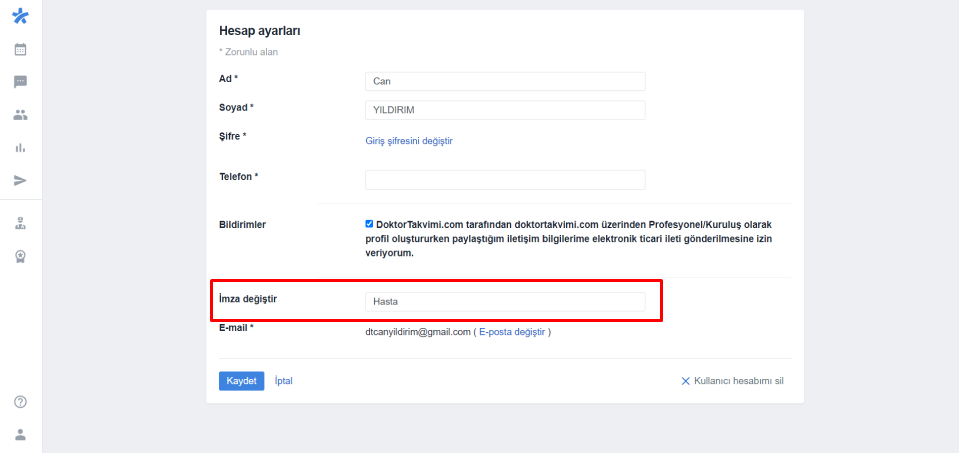 Hesap ayarları
* Zorunlu alan
Ad *
Can
Soyad *
YILDIRIM
Şifre *
Giriş şifresini değiştir
Telefon *
Bildirimler
DoktorTakvimi.com tarafından doktortakvimi.com üzerinden Profesyonel/Kuruluş olarak
profil oluştururken paylaştığım iletişim bilgilerime elektronik ticari ileti gönderilmesine izin
veriyorum.
İmza değiştir
Hasta
E-mail *
dtcanyildirim@gmail.com ( E-posta değiştir )
Kaydet
İptal
Kullanıcı hesabımı sil